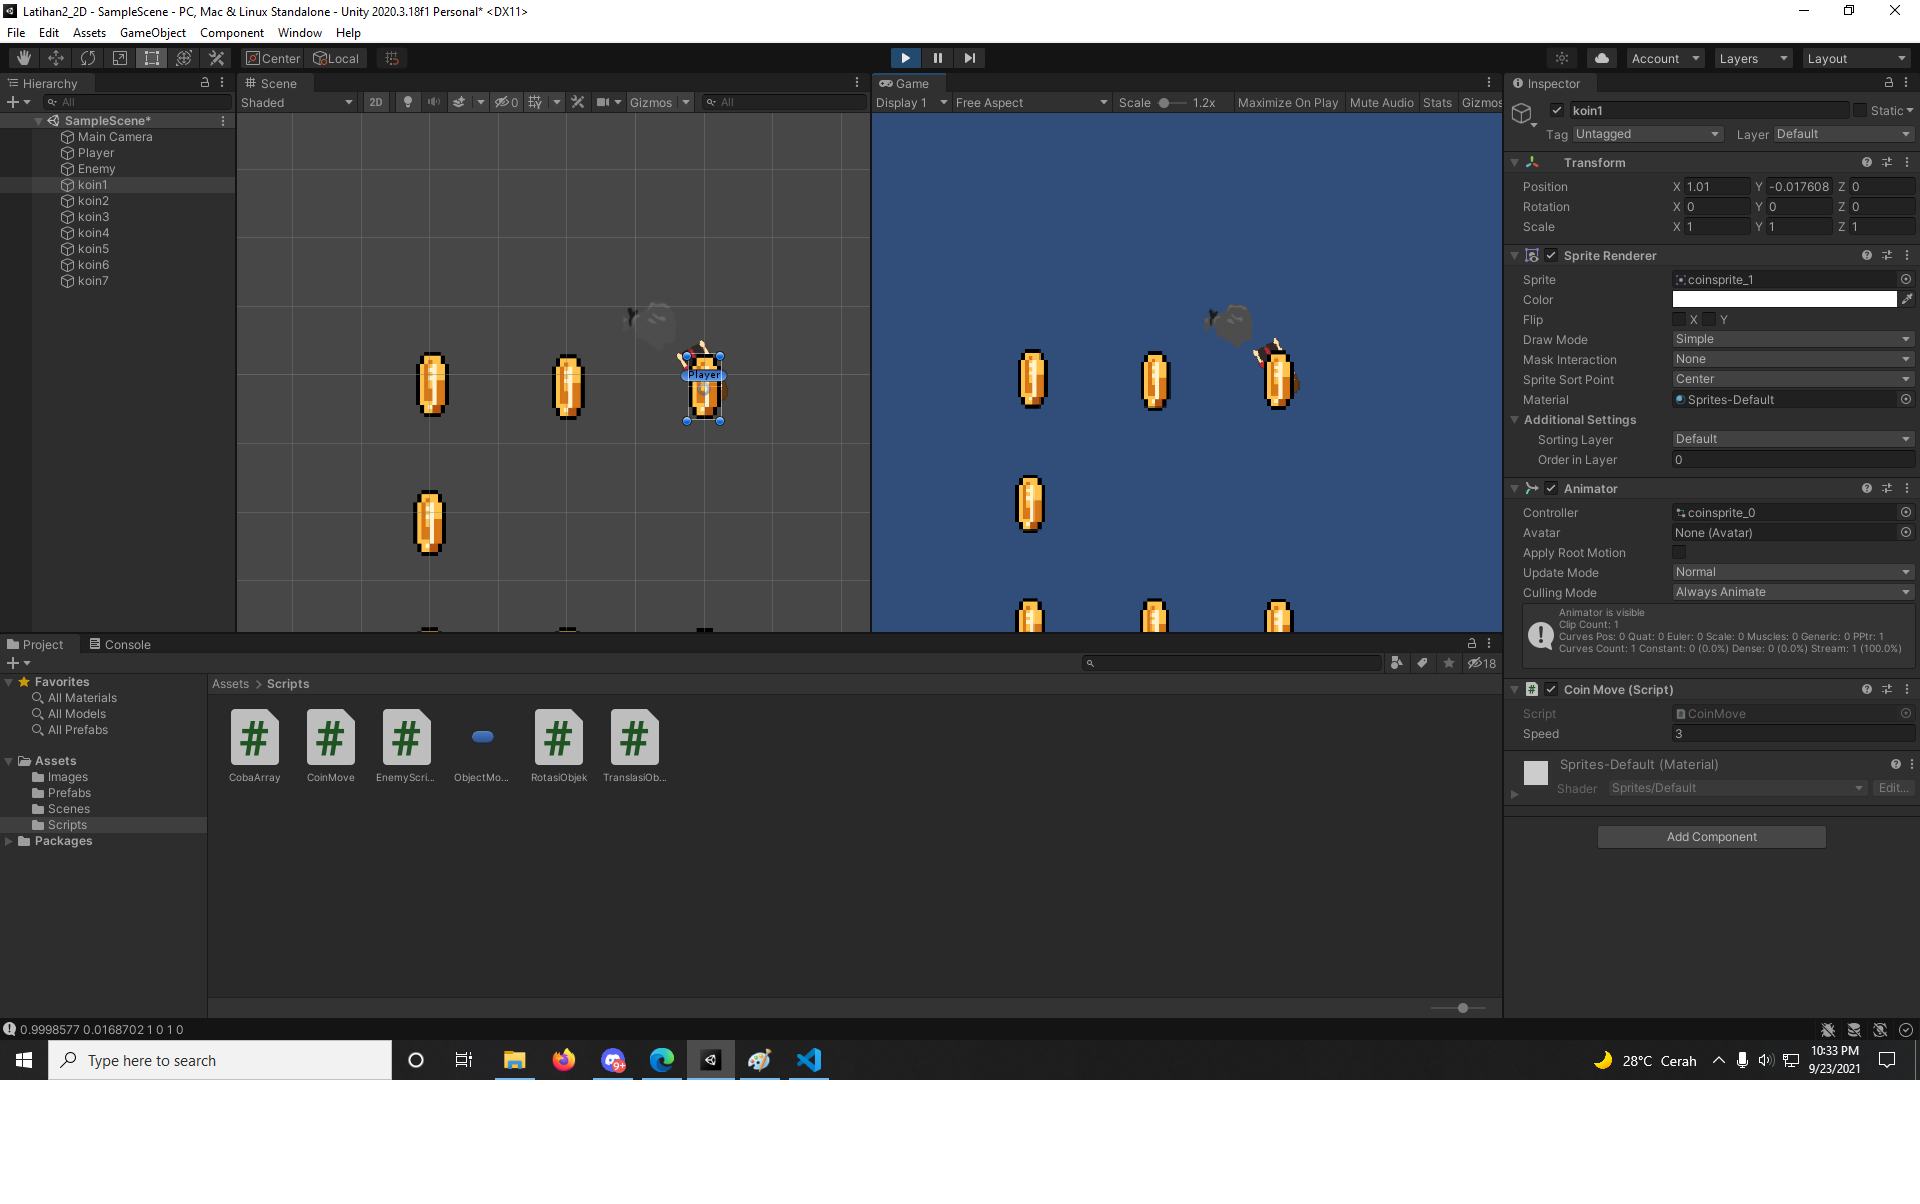 Latihan2_2D - SampleScene - PC, Mac & Linux Standalone - Unity 2020.3.18f1 Personal* <DX11>
File Edit Assets GameObject Component Window Help
Center Local
Account Layers Layout
Hierarchy
All
SampleScene*
Main Camera
Player
Enemy
koin1
koin2
koin3
koin4
koin5
koin6
koin7
Scene
Shaded 2D 0 Gizmos All
Player
Game
Display 1 Free Aspect Scale 1.2x Maximize On Play Mute Audio Stats Gizmos
Inspector
koin1 Static
Tag Untagged Layer Default
Transform
Position X 1.01 Y -0.017608 Z 0
Rotation X 0 Y 0 Z 0
Scale X 1 Y 1 Z 1
Sprite Renderer
Sprite coinsprite_1
Color
Flip X Y
Draw Mode Simple
Mask Interaction None
Sprite Sort Point Center
Material Sprites-Default
Additional Settings
Sorting Layer Default
Order in Layer 0
Animator
Controller coinsprite_0
Avatar None (Avatar)
Apply Root Motion
Update Mode Normal
Culling Mode Always Animate
Animator is visible
Clip Count: 1
Curves Pos: 0 Quat: 0 Euler: 0 Scale: 0 Muscles: 0 Generic: 0 PPtr: 1
Curves Count: 1 Constant: 0 (0.0%) Dense: 0 (0.0%) Stream: 1 (100.0%)
Coin Move (Script)
Script CoinMove
Speed 3
Sprites-Default (Material)
Shader Sprites/Default Edit...
Add Component
Project Console
18
Favorites
All Materials
All Models
All Prefabs
Assets
Images
Prefabs
Scenes
Scripts
Packages
Assets > Scripts
CobaArray CoinMove EnemyScri... ObjectMo... RotasiObjek TranslasiOb...
0.9998577 0.0168702 1 0 1 0
Type here to search
9+
28°C Cerah
10:33 PM
9/23/2021